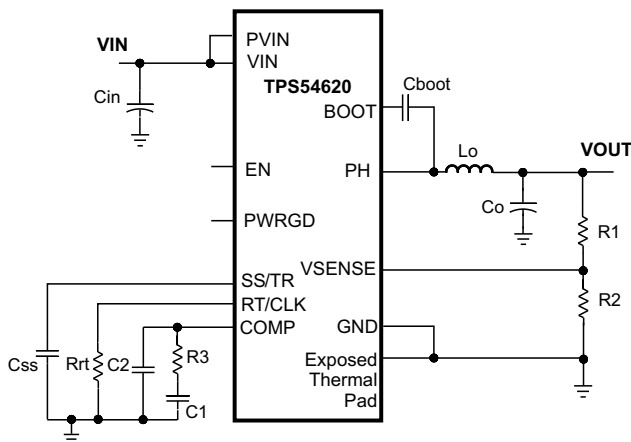 VIN
PVIN
VIN
TPS54620
Cin
Cboot
BOOT
EN
PH
Lo
VOUT
Co
R1
PWRGD
VSENSE
SS/TR
R2
RT/CLK
COMP
GND
Css
Rrt
C2
R3
C1
Exposed
Thermal
Pad